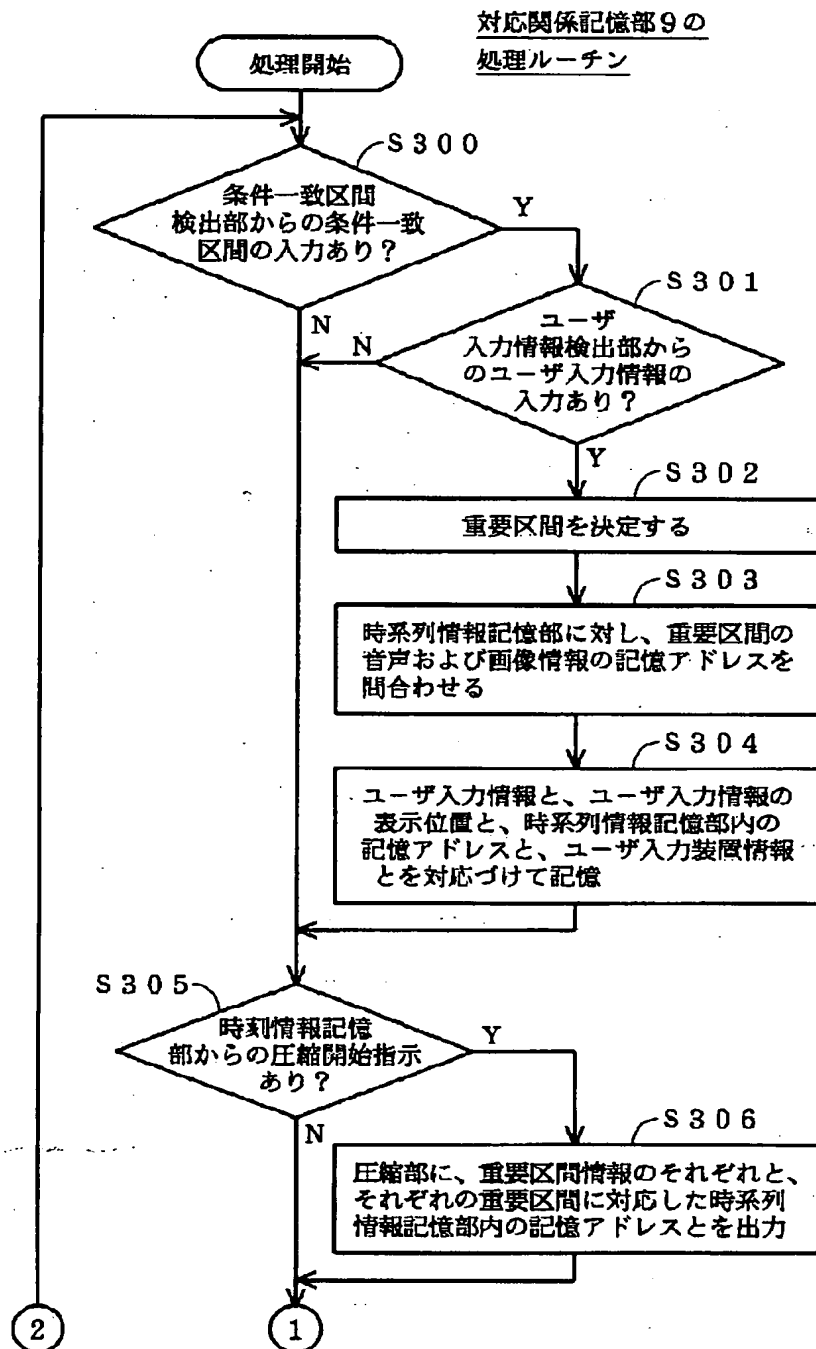 対応関係記憶部9の
処理ルーチン
処理開始
S300
条件一致区間
検出部からの条件一致
区間の入力あり？
Y
N
S301
ユーザ
入力情報検出部から
のユーザ入力情報の
入力あり？
N
Y
S302
重要区間を決定する
S303
時系列情報記憶部に対し、重要区間の
音声および画像情報の記憶アドレスを
問合わせる
S304
ユーザ入力情報と、ユーザ入力情報の
表示位置と、時系列情報記憶部内の
記憶アドレスと、ユーザ入力装置情報
とを対応づけて記憶
S305
時刻情報記憶
部からの圧縮開始指示
あり？
Y
N
S306
圧縮部に、重要区間情報のそれぞれと、
それぞれの重要区間に対応した時系列
情報記憶部内の記憶アドレスとを出力
2
1